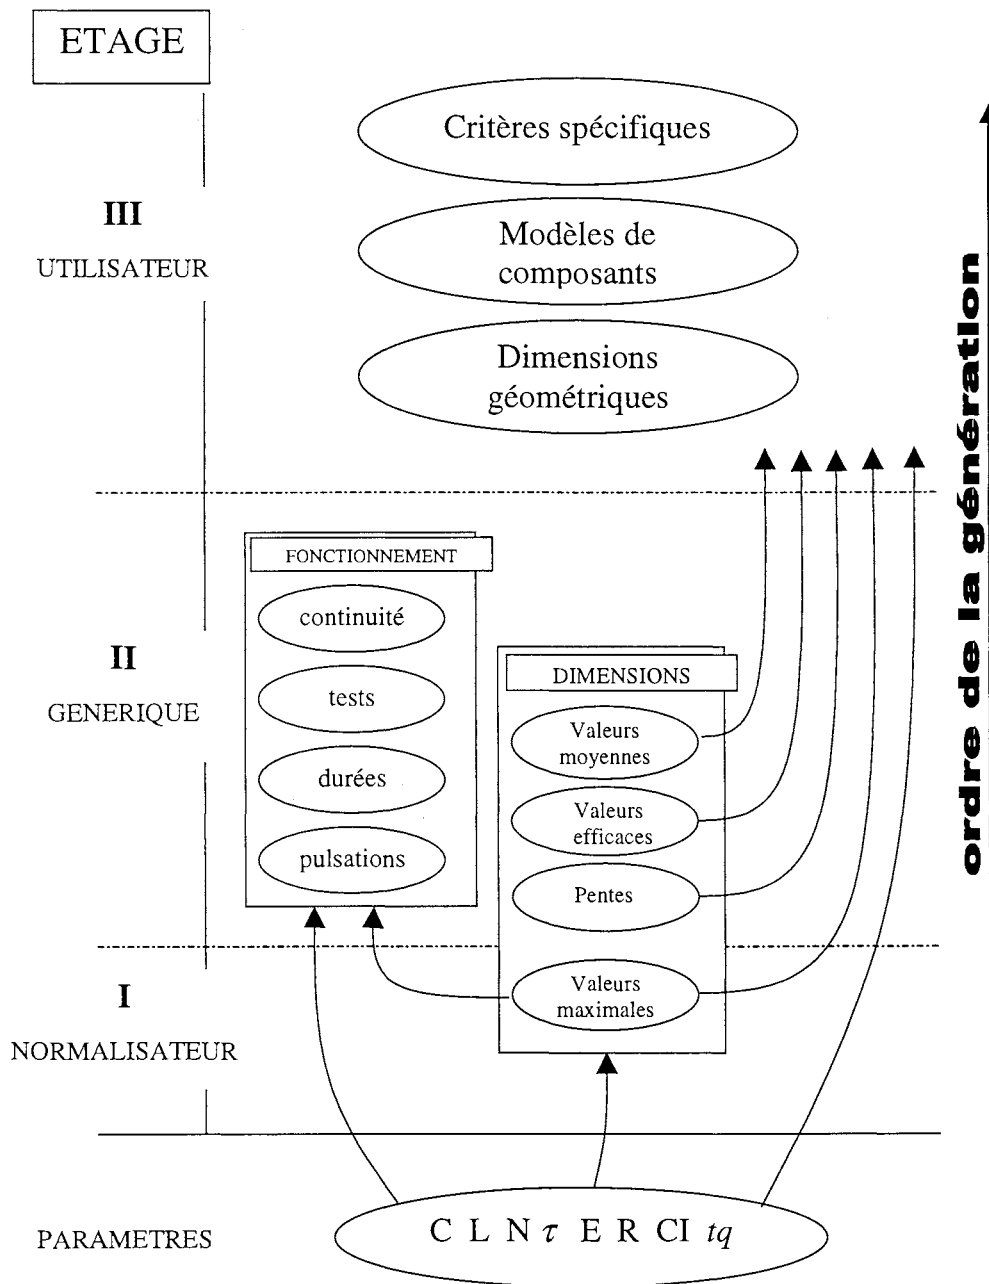 ETAGE
Critères spécifiques
III
UTILISATEUR
Modèles de
composants
Dimensions
géométriques
ordre de la génération
FONCTIONNEMENT
continuité
tests
durées
pulsations
II
GENERIQUE
DIMENSIONS
Valeurs
moyennes
Valeurs
efficaces
Pentes
Valeurs
maximales
I
NORMALISATEUR
PARAMETRES
C L N τ E R CI tq